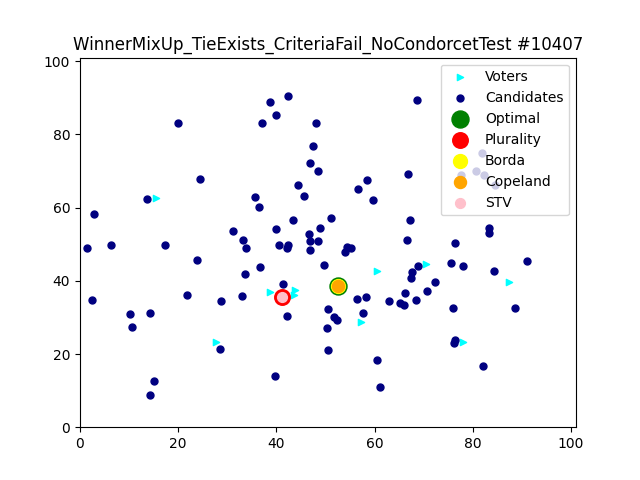 WinnerMixUp_TieExists_CriteriaFail_NoCondorcetTest #10407
100
80
60
40
20
0
0 20 40 60 80 100
Voters
Candidates
Optimal
Plurality
Borda
Copeland
STV